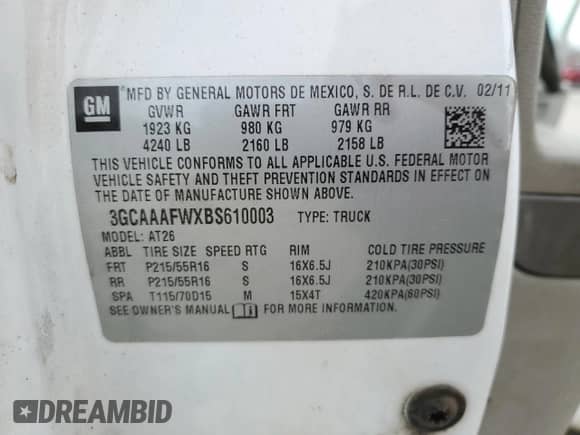 GM
*MFD BY GENERAL MOTORS DE MEXICO, S. DE R.L. DE C.V. 02/11
GVWR GAWR FRT GAWR RR
1923 KG 980 KG 979 KG
4240 LB 2160 LB 2158 LB
THIS VEHICLE CONFORMS TO ALL APPLICABLE U.S. FEDERAL MOTOR
VEHICLE SAFETY AND THEFT PREVENTION STANDARDS IN EFFECT ON
THE DATE OF MANUFACTURE SHOWN ABOVE.
3GCAAAFWXBS610003 TYPE: TRUCK
MODEL: AT26
ABBL TIRE SIZE SPEED RTG RIM COLD TIRE PRESSURE
FRT P215/55R16 S 16X6.5J 210KPA(30PSI)
RR P215/55R16 S 16X6.5J 210KPA(30PSI)
SPA T115/70D15 M 15X4T 420KPA(60PSI)
SEE OWNER'S MANUAL i FOR MORE INFORMATION.
DREAMBID